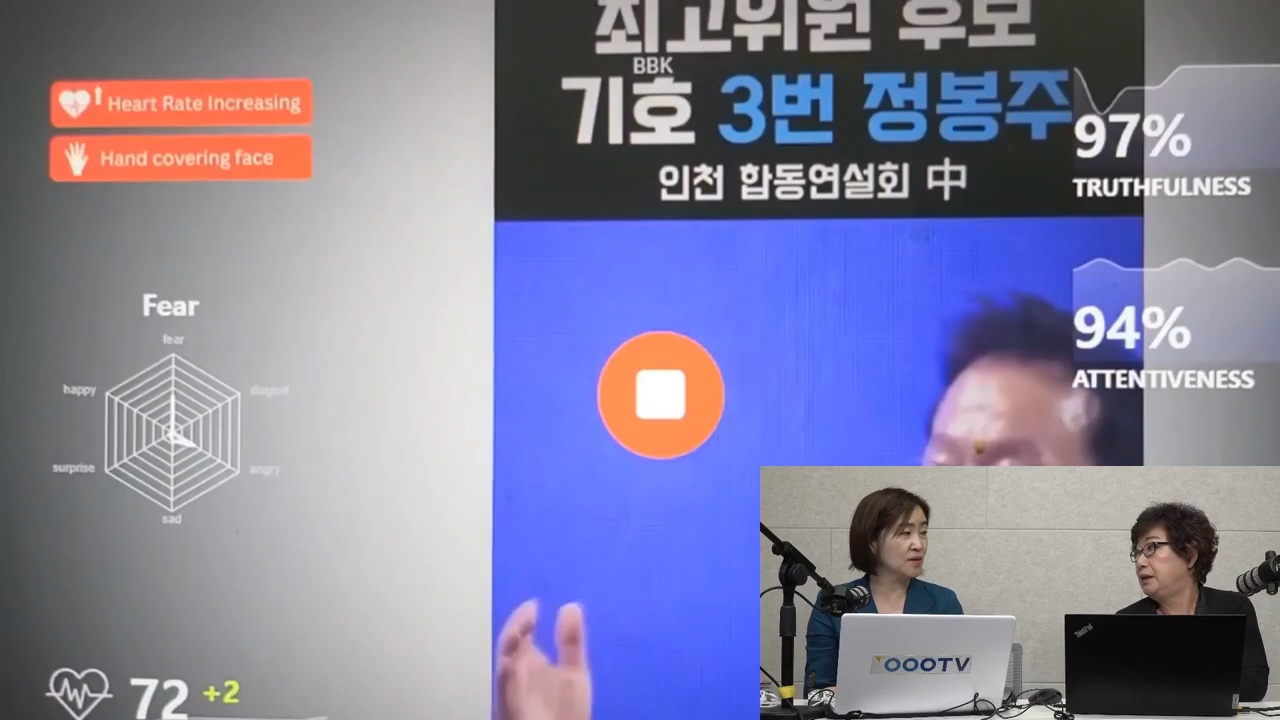 최고위원 후보
BBK
기호 3번 정봉주
인천 합동연설회 中
Heart Rate Increasing
Hand covering face
97%
TRUTHFULNESS
94%
ATTENTIVENESS
Fear
fear
happy
disgust
surprise
angry
sad
72 +2
OOOTV
ThinkPad